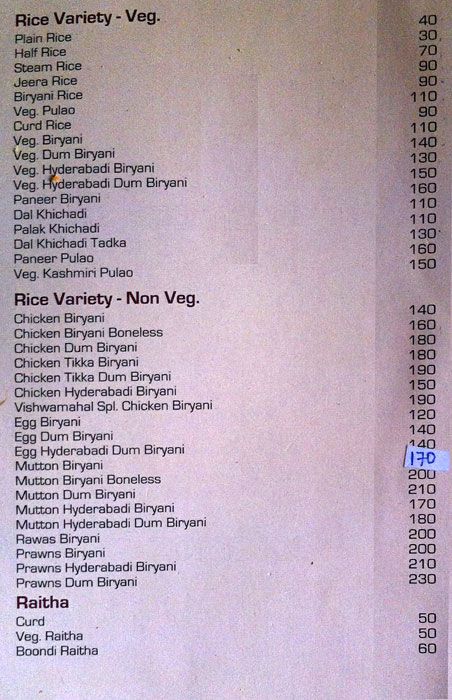 Rice Variety - Veg.
Plain Rice 40
Half Rice 30
Steam Rice 70
Jeera Rice 90
Biryani Rice 90
Veg. Pulao 110
Curd Rice 90
Veg. Biryani 110
Veg. Dum Biryani 140
Veg. Hyderabadi Biryani 130
Veg. Hyderabadi Dum Biryani 150
Paneer Biryani 160
Dal Khichadi 110
Palak Khichadi 110
Dal Khichadi Tadka 130
Paneer Pulao 160
Veg. Kashmiri Pulao 150
Rice Variety - Non Veg.
Chicken Biryani 140
Chicken Biryani Boneless 160
Chicken Dum Biryani 180
Chicken Tikka Biryani 180
Chicken Tikka Dum Biryani 190
Chicken Hyderabadi Biryani 150
Vishwamahal Spl. Chicken Biryani 190
Egg Biryani 120
Egg Dum Biryani 140
Egg Hyderabadi Dum Biryani 140
Mutton Biryani 170
Mutton Biryani Boneless 200
Mutton Dum Biryani 210
Mutton Hyderabadi Biryani 170
Mutton Hyderabadi Dum Biryani 180
Rawas Biryani 200
Prawns Biryani 200
Prawns Hyderabadi Biryani 210
Prawns Dum Biryani 230
Raitha
Curd 50
Veg. Raitha 50
Boondi Raitha 60